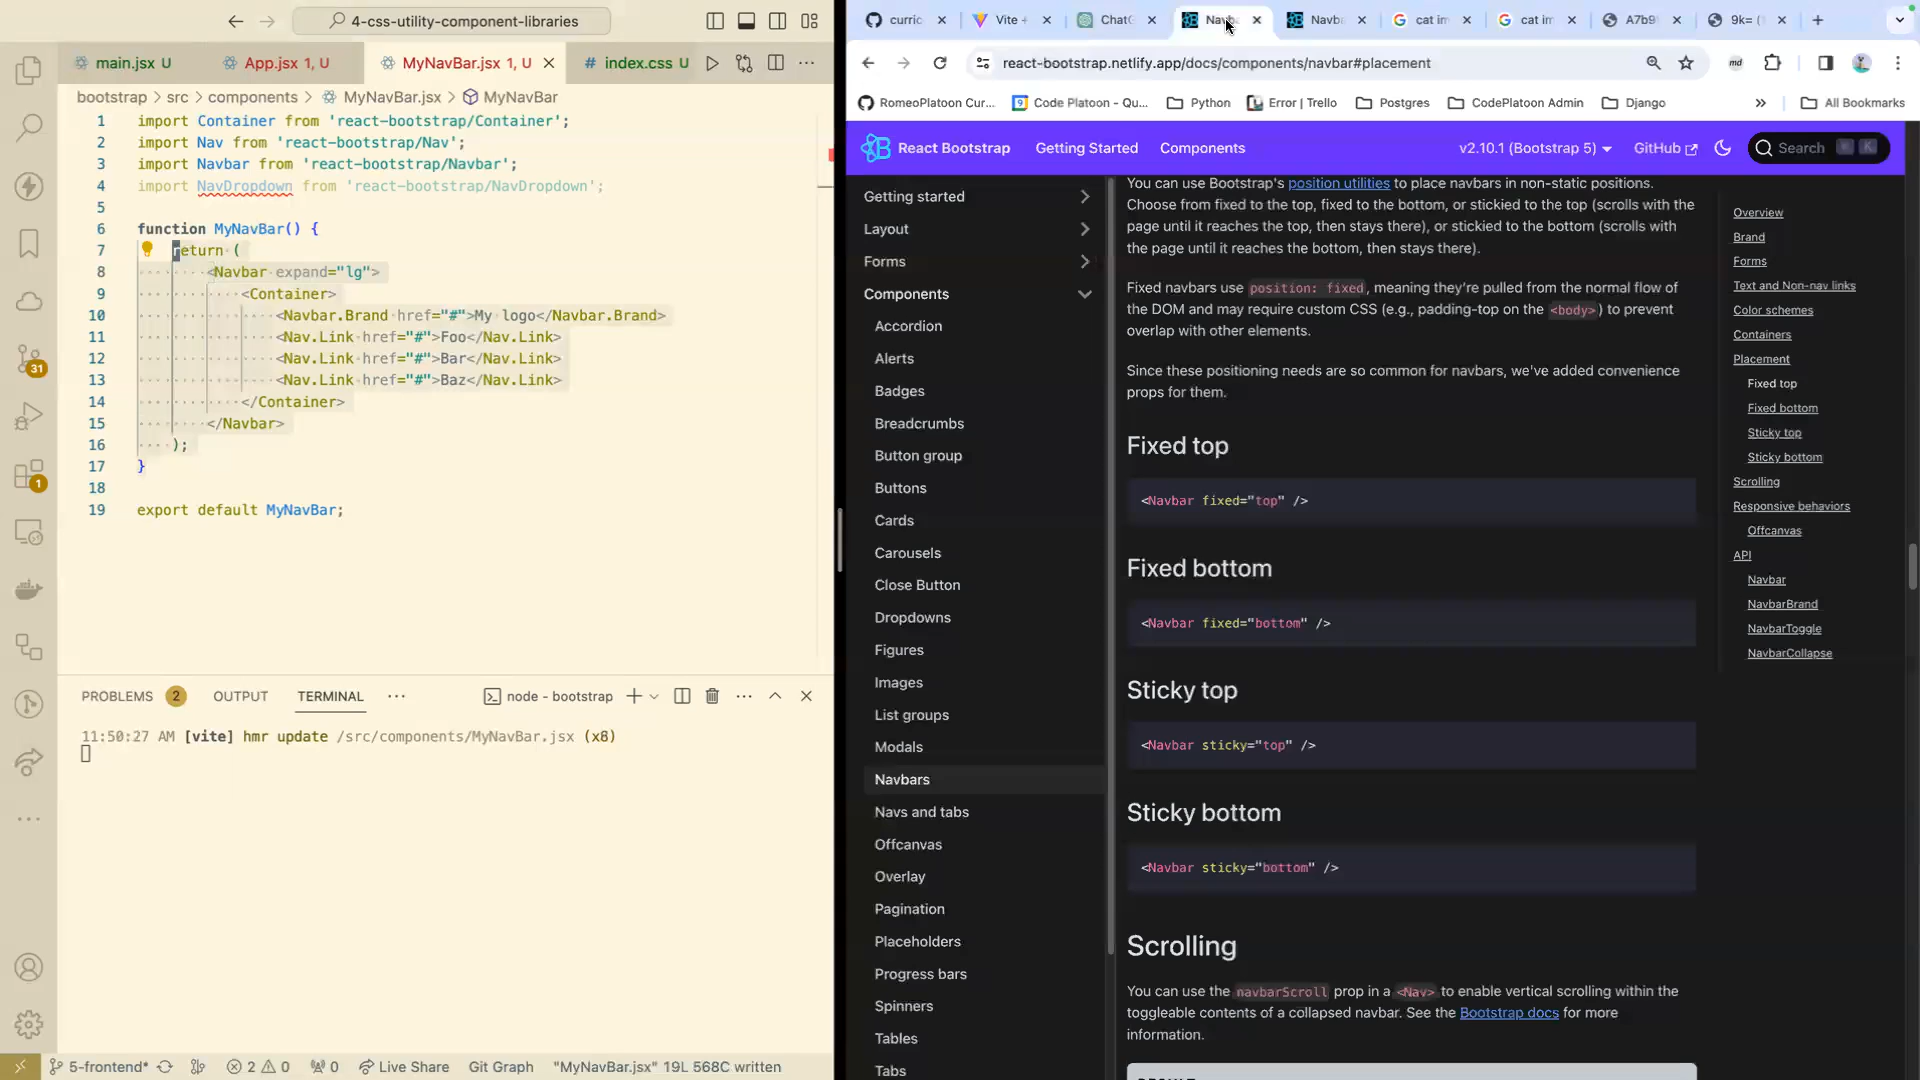 4-css-utility-component-libraries
main.jsx U
App.jsx 1, U
MyNavBar.jsx 1, U
index.css U
bootstrap > src > components > MyNavBar.jsx > MyNavBar
1 import Container from 'react-bootstrap/Container';
2 import Nav from 'react-bootstrap/Nav';
3 import Navbar from 'react-bootstrap/Navbar';
4 import NavDropdown from 'react-bootstrap/NavDropdown';
5
6 function MyNavBar() {
7 return (
8 <Navbar expand="lg">
9 <Container>
10 <Navbar.Brand href="#">My logo</Navbar.Brand>
11 <Nav.Link href="#">Foo</Nav.Link>
12 <Nav.Link href="#">Bar</Nav.Link>
13 <Nav.Link href="#">Baz</Nav.Link>
14 </Container>
15 </Navbar>
16 );
17 }
18
19 export default MyNavBar;
31
1
PROBLEMS 2 OUTPUT TERMINAL
node - bootstrap
11:50:27 AM [vite] hmr update /src/components/MyNavBar.jsx (x8)
5-frontend* 2 0 0 Live Share Git Graph "MyNavBar.jsx" 19L 568C written
curric
Vite +
ChatG
Navba
Navba
cat im
cat im
A7b9
9k= (
react-bootstrap.netlify.app/docs/components/navbar#placement
RomeoPlatoon Cur...
Code Platoon - Qu...
Python
Error | Trello
Postgres
CodePlatoon Admin
Django
All Bookmarks
React Bootstrap
Getting Started
Components
v2.10.1 (Bootstrap 5)
GitHub
Search K
Getting started
Layout
Forms
Components
Accordion
Alerts
Badges
Breadcrumbs
Button group
Buttons
Cards
Carousels
Close Button
Dropdowns
Figures
Images
List groups
Modals
Navbars
Navs and tabs
Offcanvas
Overlay
Pagination
Placeholders
Progress bars
Spinners
Tables
Tabs
You can use Bootstrap's position utilities to place navbars in non-static positions.
Choose from fixed to the top, fixed to the bottom, or stickied to the top (scrolls with the
page until it reaches the top, then stays there), or stickied to the bottom (scrolls with
the page until it reaches the bottom, then stays there).
Fixed navbars use position: fixed, meaning they're pulled from the normal flow of
the DOM and may require custom CSS (e.g., padding-top on the <body>) to prevent
overlap with other elements.
Since these positioning needs are so common for navbars, we've added convenience
props for them.
Fixed top
<Navbar fixed="top" />
Fixed bottom
<Navbar fixed="bottom" />
Sticky top
<Navbar sticky="top" />
Sticky bottom
<Navbar sticky="bottom" />
Scrolling
You can use the navbarScroll prop in a <Nav> to enable vertical scrolling within the
toggleable contents of a collapsed navbar. See the Bootstrap docs for more
information.
Overview
Brand
Forms
Text and Non-nav links
Color schemes
Containers
Placement
Fixed top
Fixed bottom
Sticky top
Sticky bottom
Scrolling
Responsive behaviors
Offcanvas
API
Navbar
NavbarBrand
NavbarToggle
NavbarCollapse